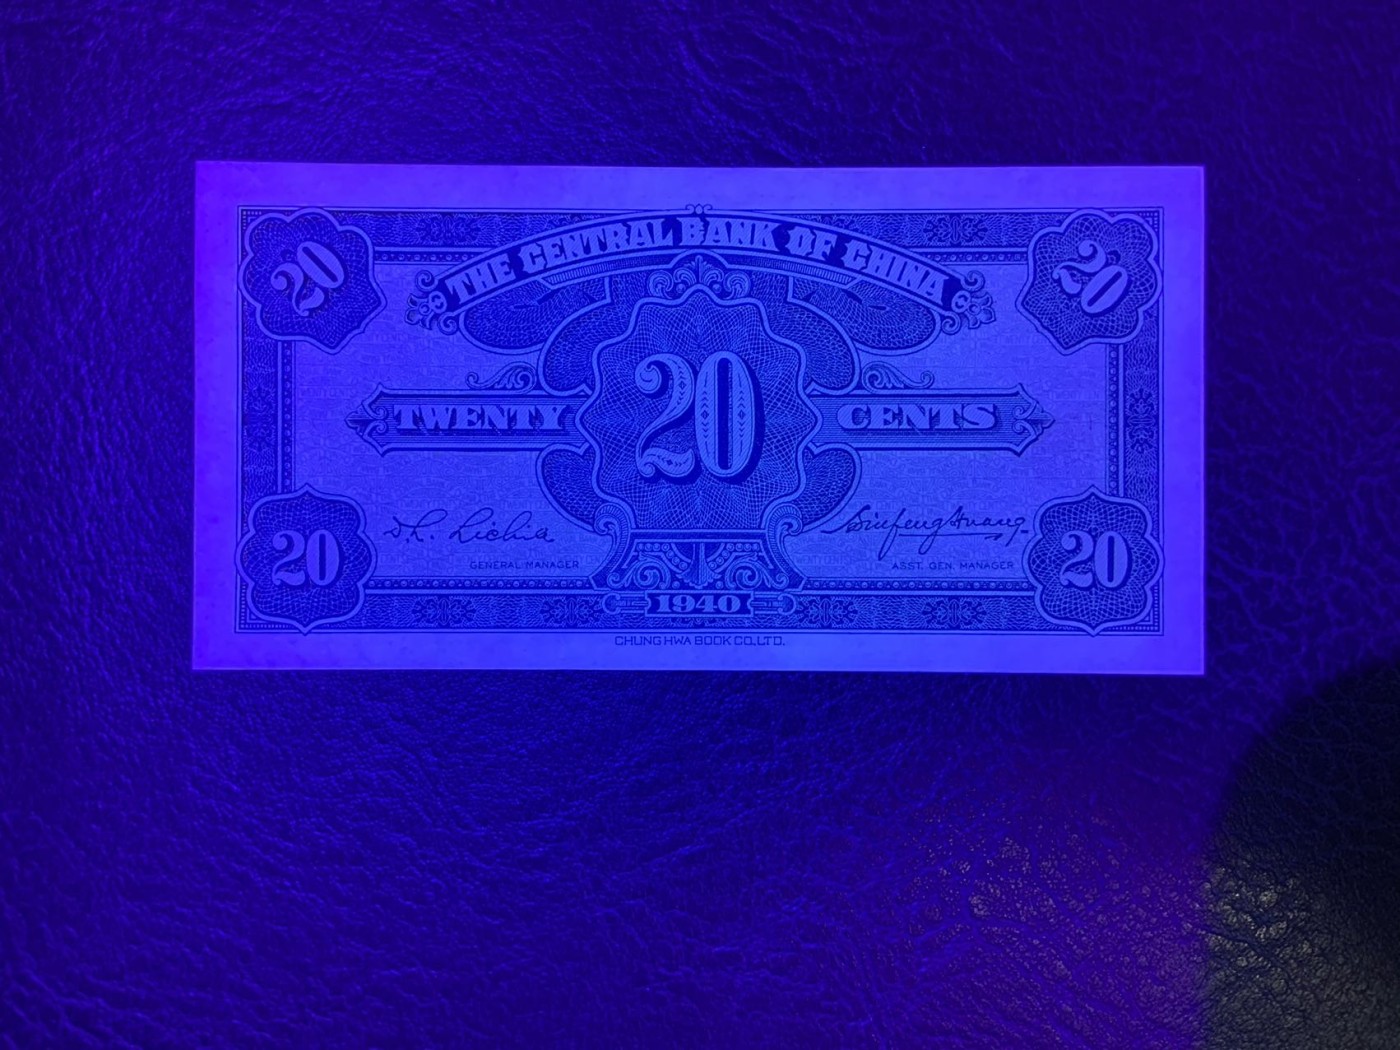 THE CENTRAL BANK OF CHINA
20
20
TWENTY
20
CENTS
GENERAL MANAGER
ASST. GEN. MANAGER
20
20
1940
CHUNG HWA BOOK CO., LTD.